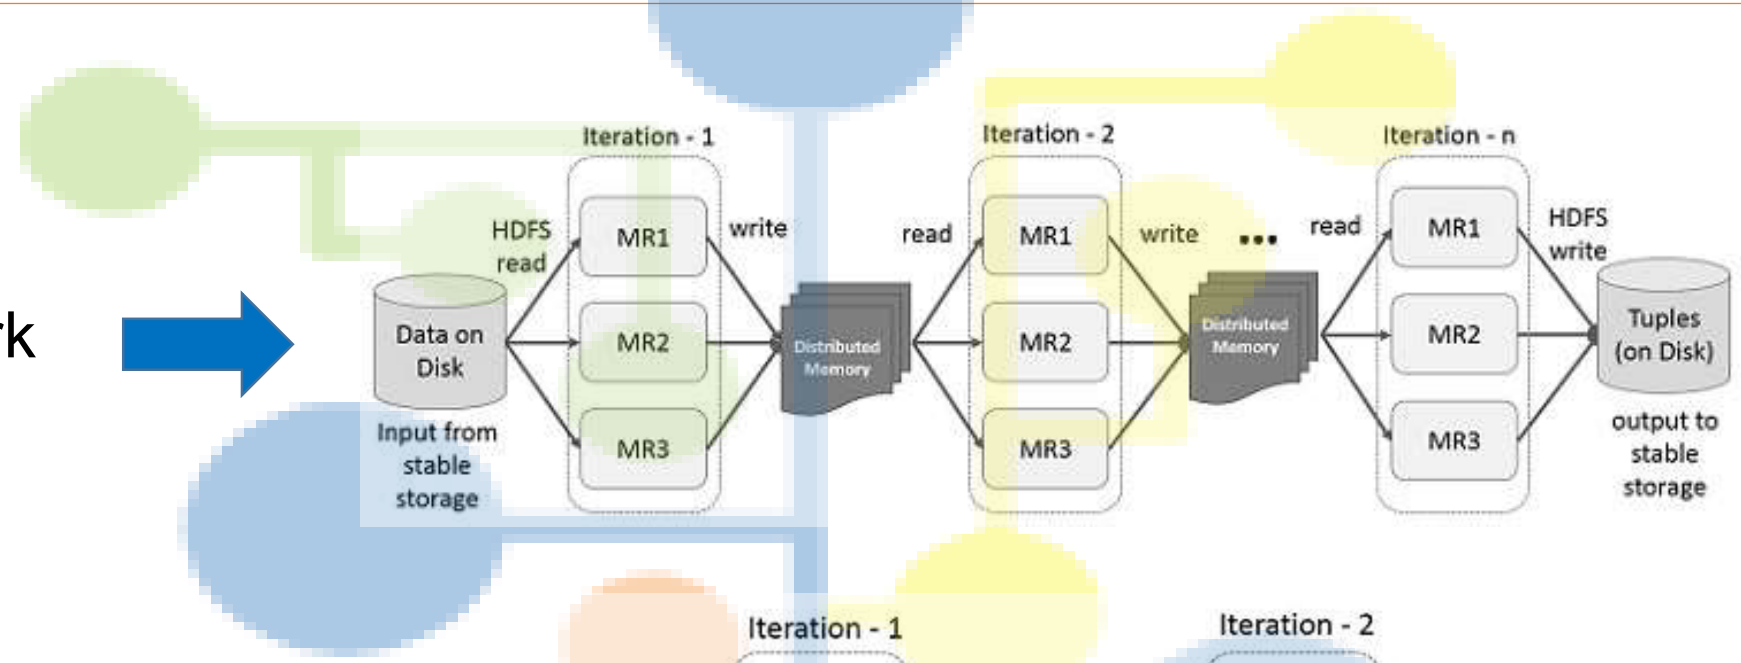 Iteration - 1
Iteration - 2
Iteration - n
HDFS
read
MR1
write
read
MR1
write
...
read
MR1
HDFS
write
rk
Data on
Disk
MR2
Distributed
Memory
MR2
Distributed
Memory
MR2
Tuples
(on Disk)
Input from
stable
storage
MR3
MR3
MR3
output to
stable
storage
Iteration - 1
Iteration - 2